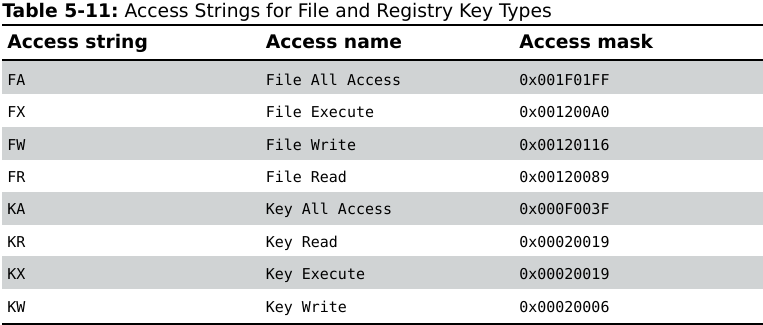 Table 5-11: Access Strings for File and Registry Key Types
Access string Access name Access mask
FA File All Access 0x001F01FF
FX File Execute 0x001200A0
FW File Write 0x00120116
FR File Read 0x00120089
KA Key All Access 0x000F003F
KR Key Read 0x00020019
KX Key Execute 0x00020019
KW Key Write 0x00020006